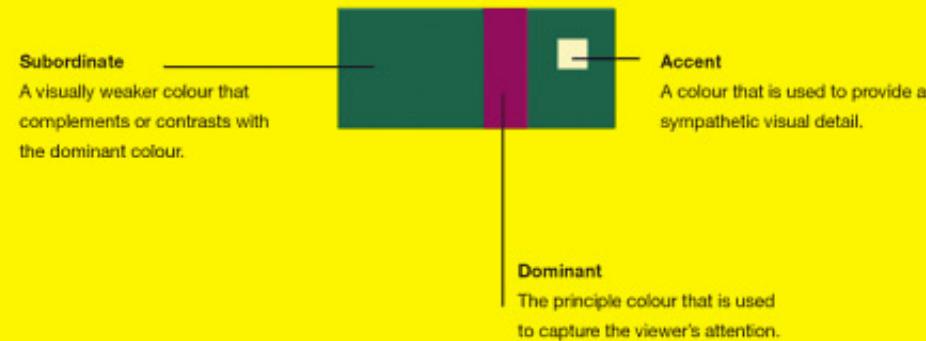 Subordinate
A visually weaker colour that
complements or contrasts with
the dominant colour.
Accent
A colour that is used to provide a
sympathetic visual detail.
Dominant
The principle colour that is used
to capture the viewer's attention.